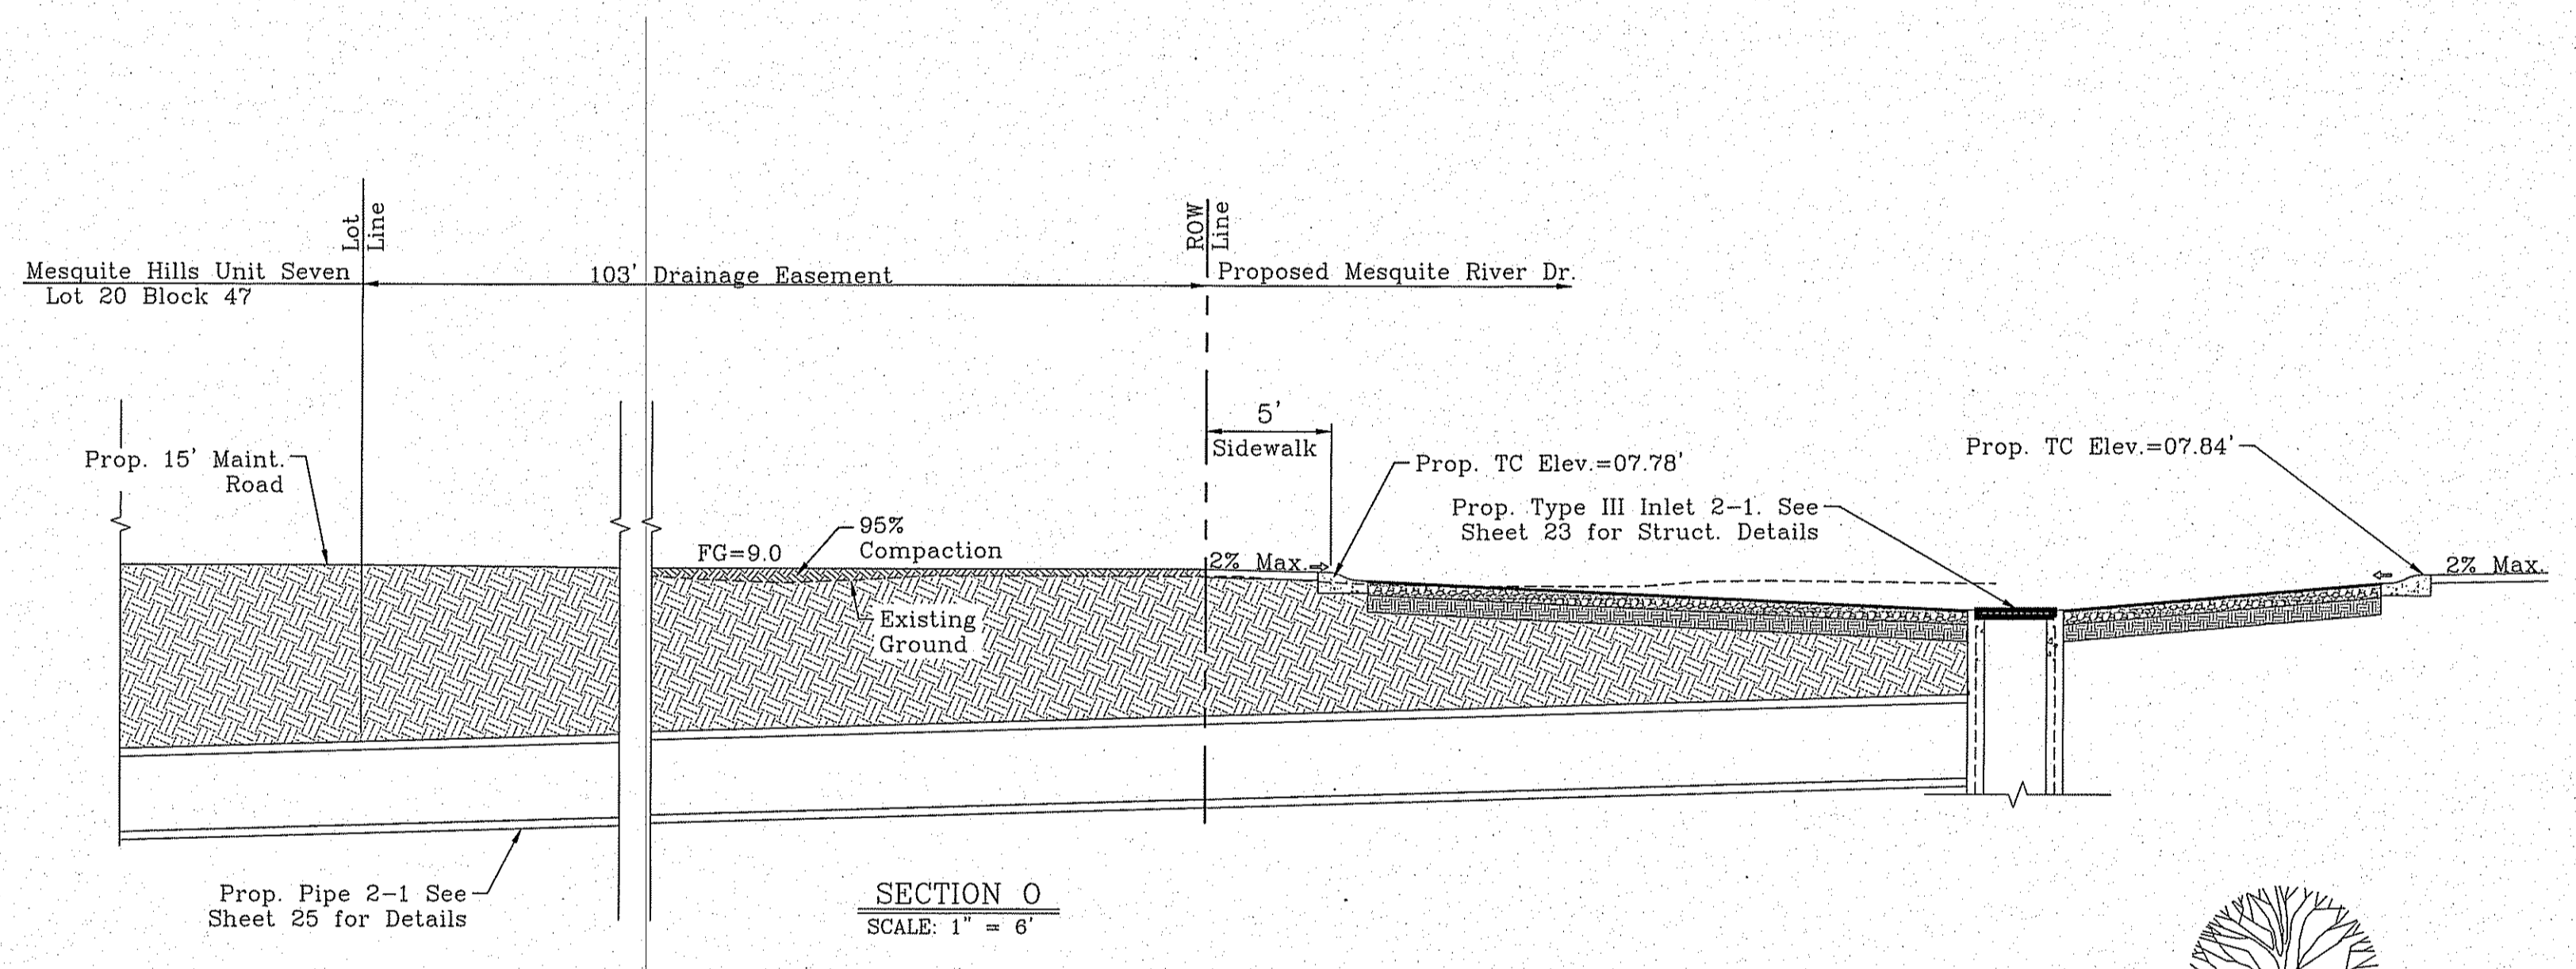 Lot
Line
ROW
Line
Mesquite Hills Unit Seven
Lot 20 Block 47
103' Drainage Easement
Proposed Mesquite River Dr.
5'
Sidewalk
Prop. 15' Maint.
Road
Prop. TC Elev.=07.78'
Prop. TC Elev.=07.84'
Prop. Type III Inlet 2-1. See
Sheet 23 for Struct. Details
95%
Compaction
FG=9.0
2% Max.
2% Max.
Existing
Ground
Prop. Pipe 2-1 See
Sheet 25 for Details
SECTION O
SCALE: 1" = 6'